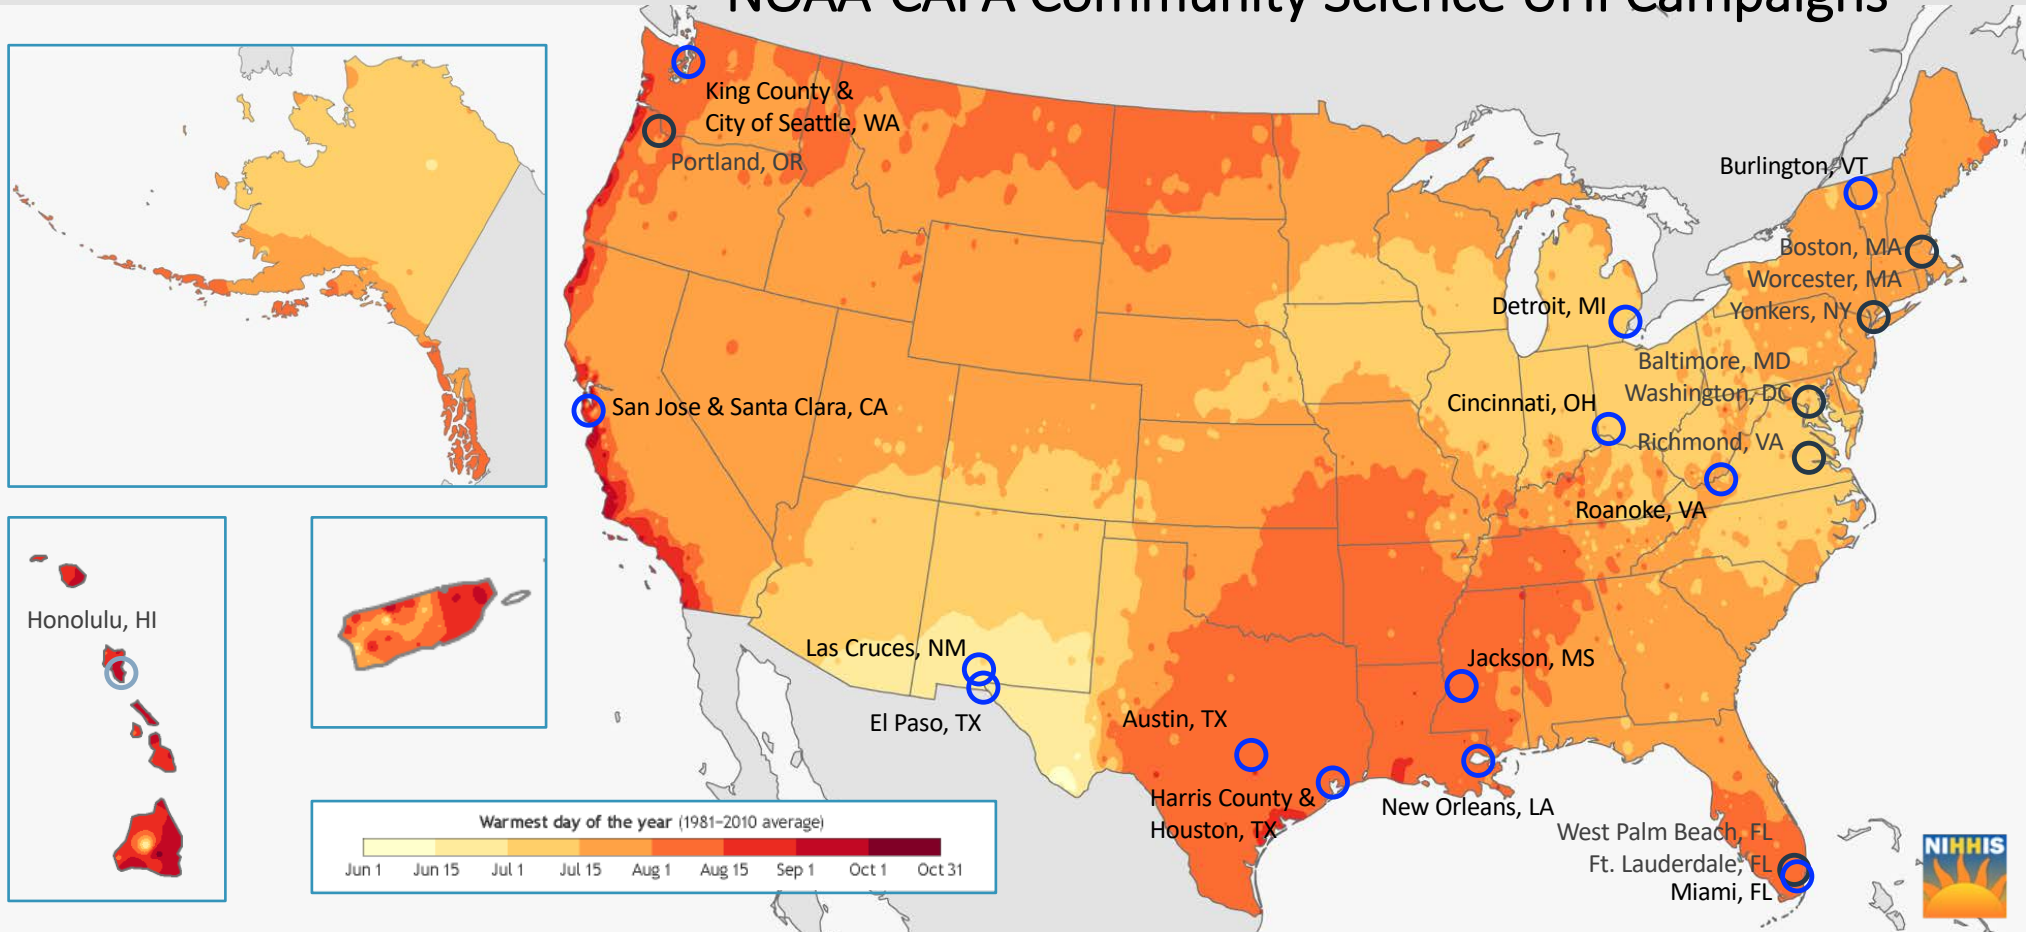 NOAA-CAPA Community Science UHI Campaigns
King County &
City of Seattle, WA
Portland, OR
Burlington, VT
Boston, MA
Worcester, MA
Yonkers, NY
Detroit, MI
Baltimore, MD
Washington, DC
Cincinnati, OH
Richmond, VA
Roanoke, VA
San Jose & Santa Clara, CA
Honolulu, HI
Las Cruces, NM
El Paso, TX
Jackson, MS
Austin, TX
Harris County &
Houston, TX
New Orleans, LA
West Palm Beach, FL
Ft. Lauderdale, FL
Miami, FL
Warmest day of the year (1981–2010 average)
Jun 1 Jun 15 Jul 1 Jul 15 Aug 1 Aug 15 Sep 1 Oct 1 Oct 31
NIHHIS